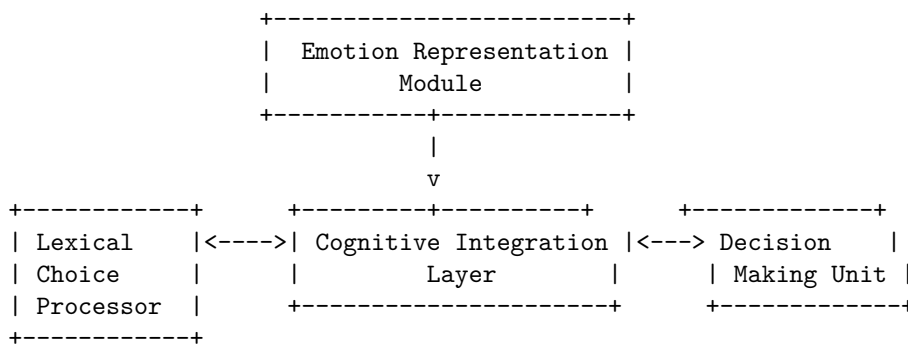 Emotion Representation
Module
Lexical
Choice
Processor
Cognitive Integration
Layer
Decision
Making Unit